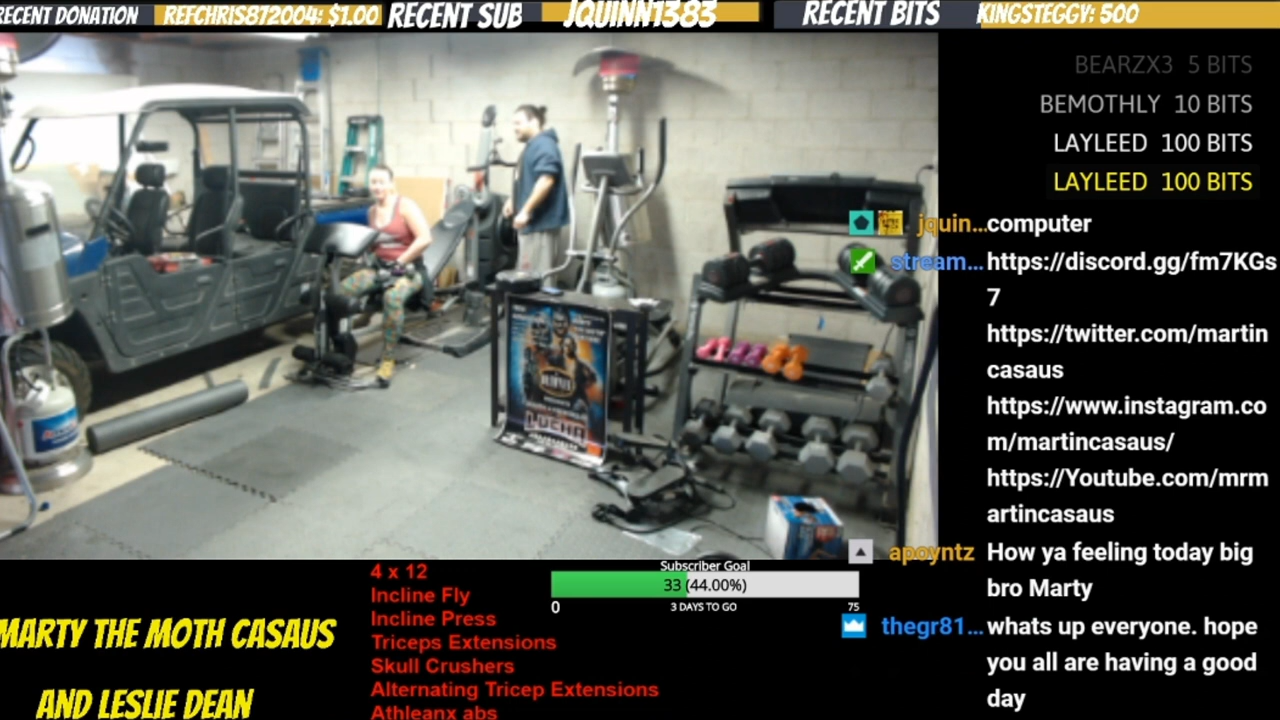 RECENT DONATION
REFCHRIS872004: $1.00
RECENT SUB
JQUINN1383
RECENT BITS
KINGSTEGGY: 500
BEARZX3 5 BITS
BEMOTHLY 10 BITS
LAYLEED 100 BITS
LAYLEED 100 BITS
jquin... computer
stream... https://discord.gg/fm7KGs
7
https://twitter.com/martin
casaus
https://www.instagram.co
m/martincasaus/
https://Youtube.com/mrm
artincasaus
apoyntz How ya feeling today big
bro Marty
thegr81... whats up everyone. hope
you all are having a good
day
LUCHA
4 x 12
Incline Fly
Incline Press
Triceps Extensions
Skull Crushers
Alternating Tricep Extensions
Athleanx abs
Subscriber Goal
33 (44.00%)
0
3 DAYS TO GO
75
MARTY THE MOTH CASAUS
AND LESLIE DEAN